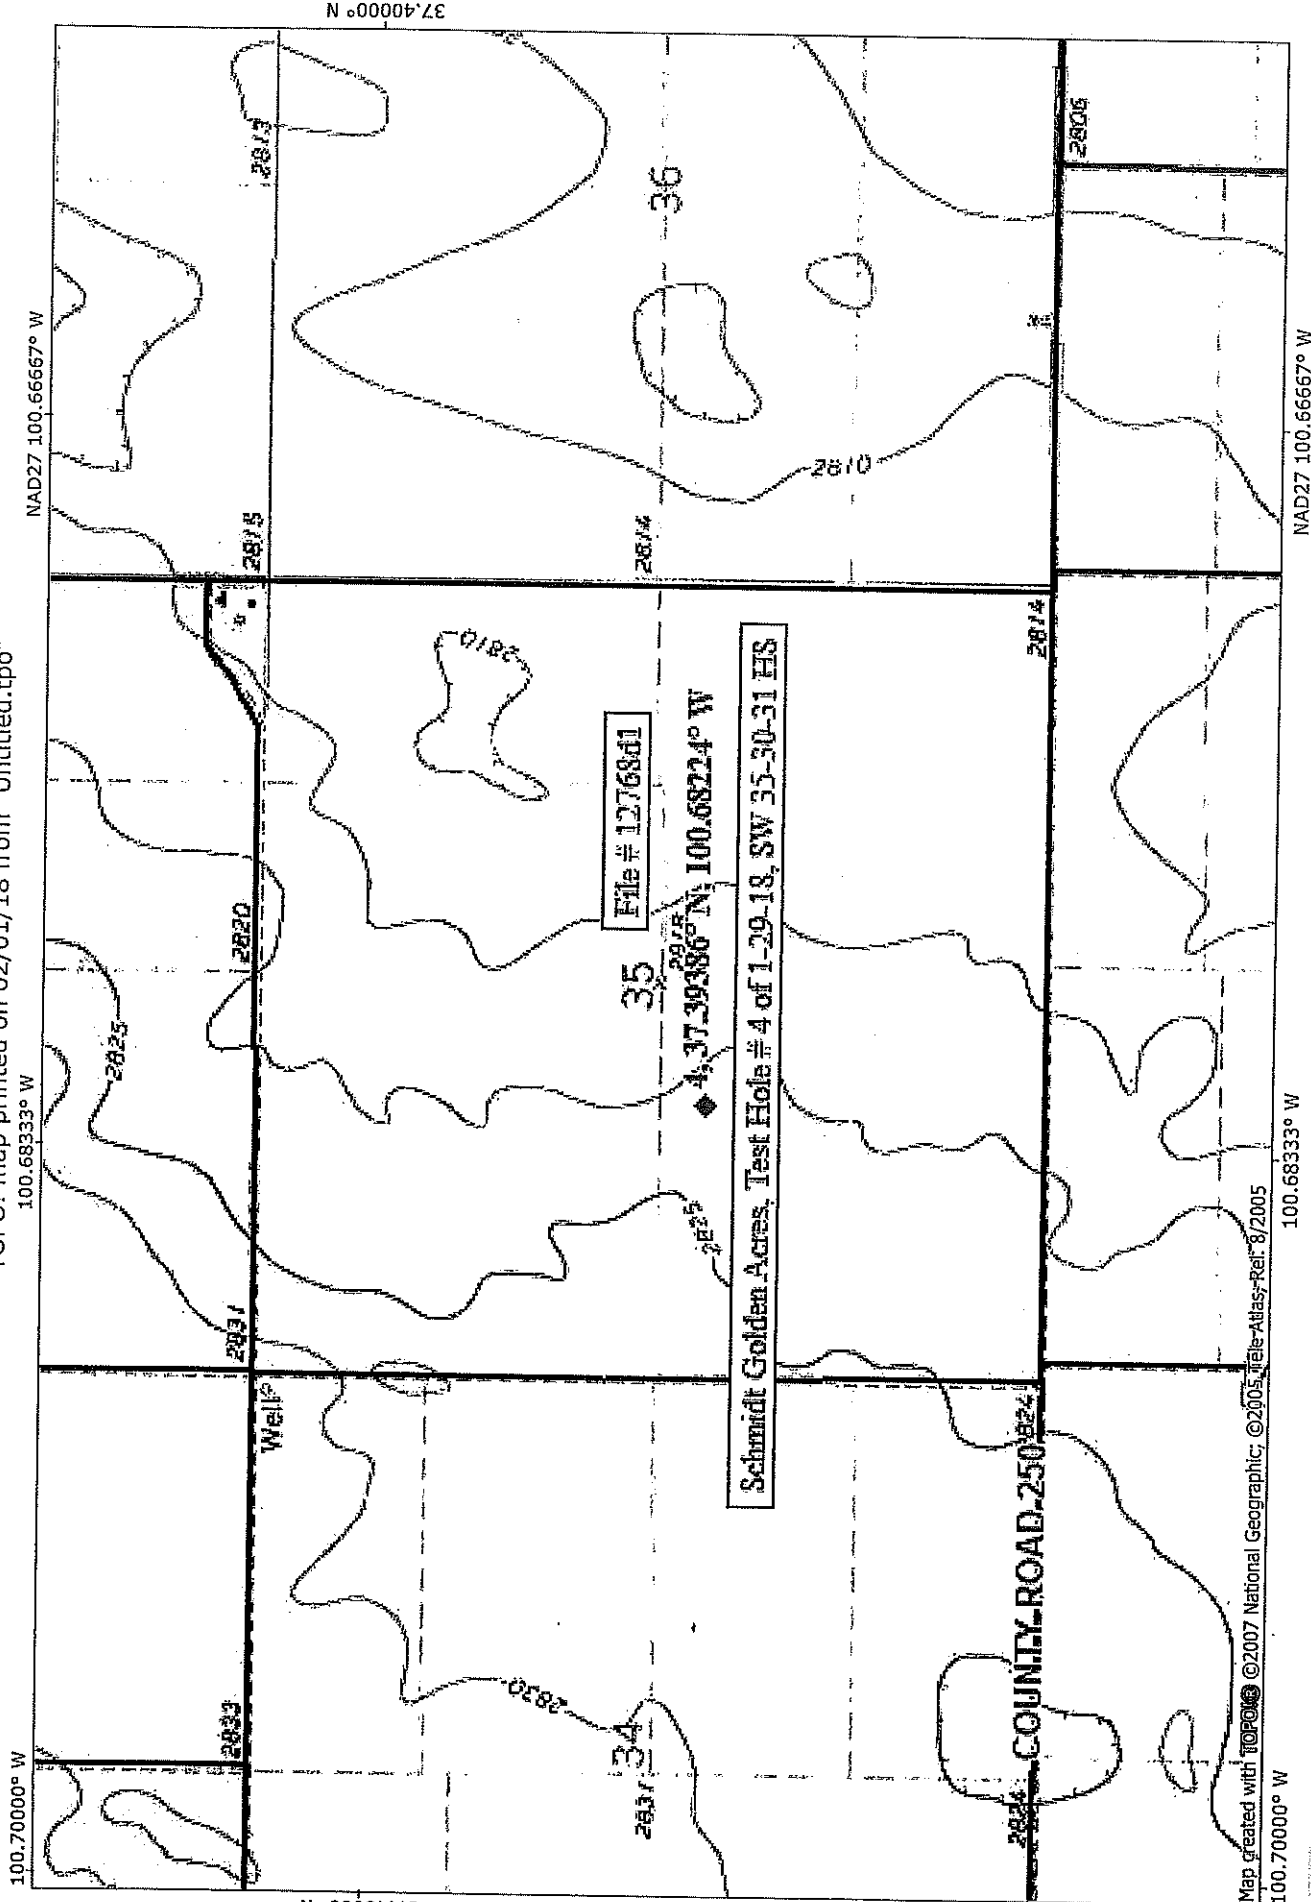 TOPO! map printed on 02/01/18 from "Untitled.tpo"
100.70000° W
100.68333° W
NAD27 100.66667° W
37.40000° N
2833
2831
2825
2820
2815
2813
Well
2810
2830
34
2831
35
File # 12768d1
2814
36
4, 37.39386° N, 100.68224° W
2825
Schmidt Golden Acres, Test Hole # 4 of 1-29-18, SW 35-30-31 HS
2810
2824
COUNTY ROAD 250
2824
2814
2806
Map created with TOPO!® ©2007 National Geographic; ©2005 Tele Atlas, Rel. 8/2005
100.70000° W
100.68333° W
NAD27 100.66667° W